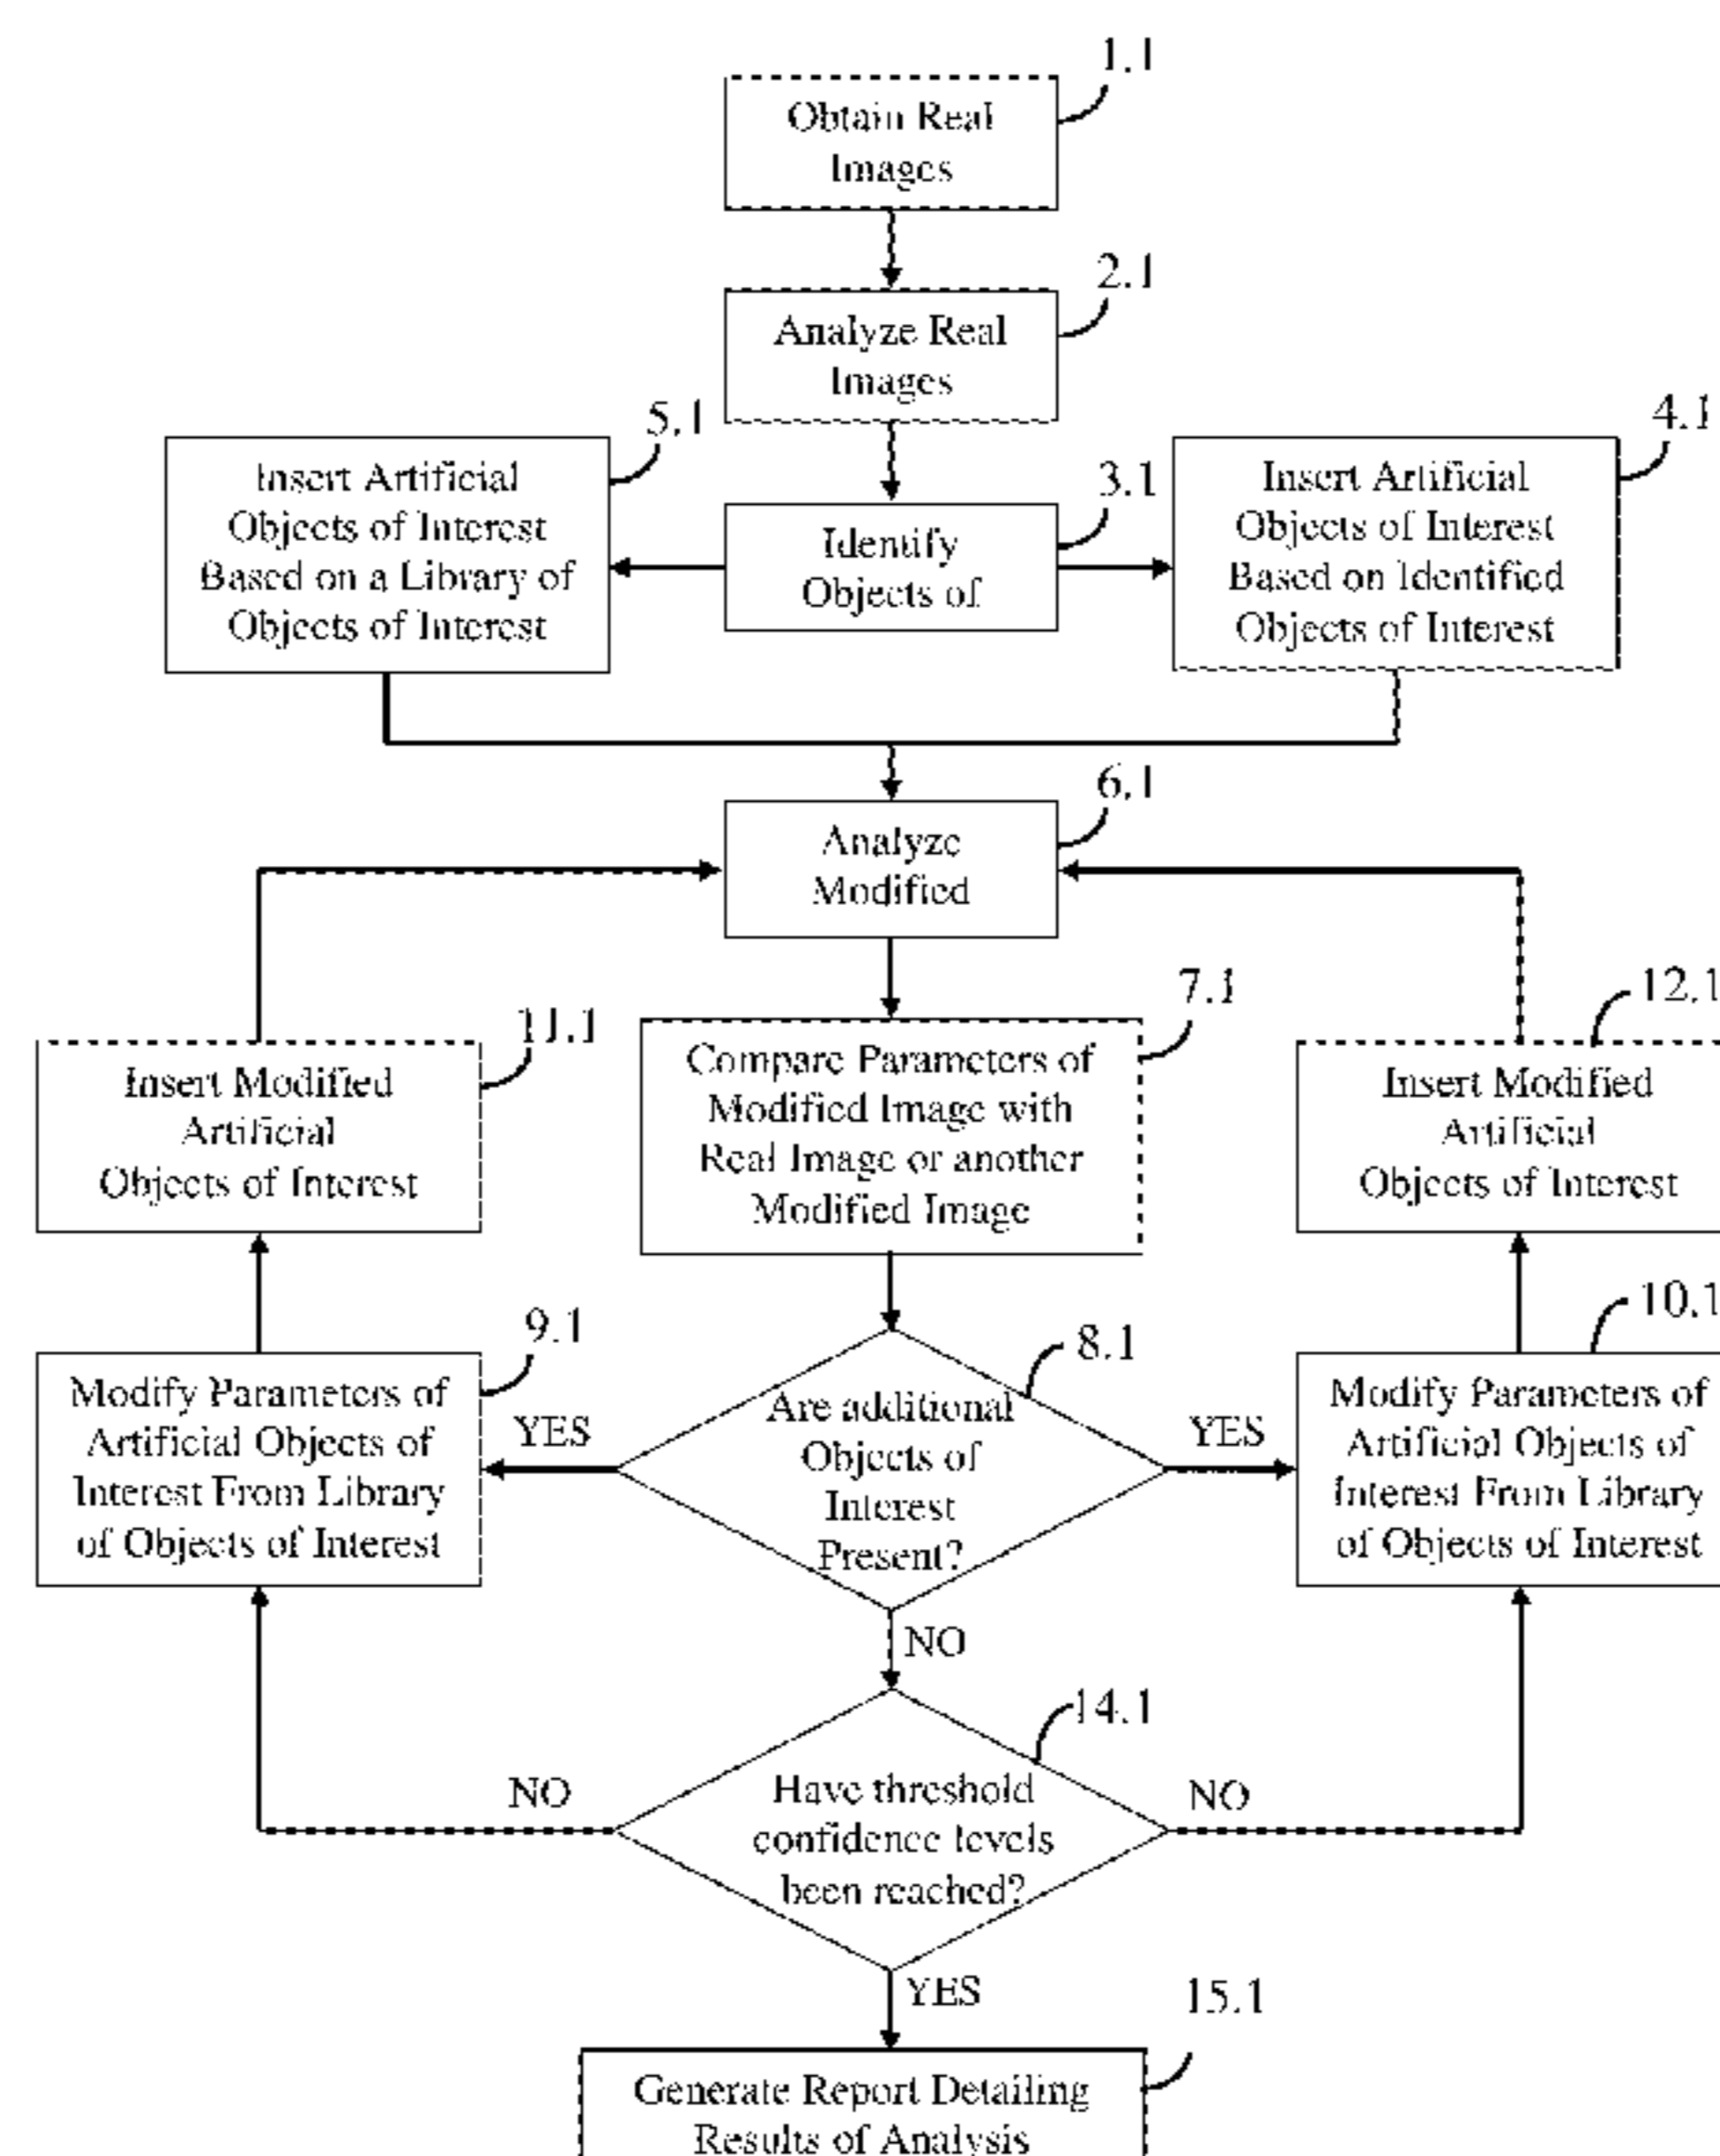 1.1
Obtain Real
Images
2.1
Analyze Real
Images
5.1
Insert Artificial
Objects of Interest
Based on a Library of
Objects of Interest
3.1
Identify
Objects of
4.1
Insert Artificial
Objects of Interest
Based on Identified
Objects of Interest
6.1
Analyze
Modified
7.1
Compare Parameters of
Modified Image with
Real Image or another
Modified Image
11.1
Insert Modified
Artificial
Objects of Interest
12.1
Insert Modified
Artificial
Objects of Interest
9.1
Modify Parameters of
Artificial Objects of
Interest From Library
of Objects of Interest
YES
8.1
Are additional
Objects of
Interest
Present?
YES
10.1
Modify Parameters of
Artificial Objects of
Interest From Library
of Objects of Interest
NO
14.1
NO
Have threshold
confidence levels
been reached?
NO
YES
15.1
Generate Report Detailing
Results of Analysis